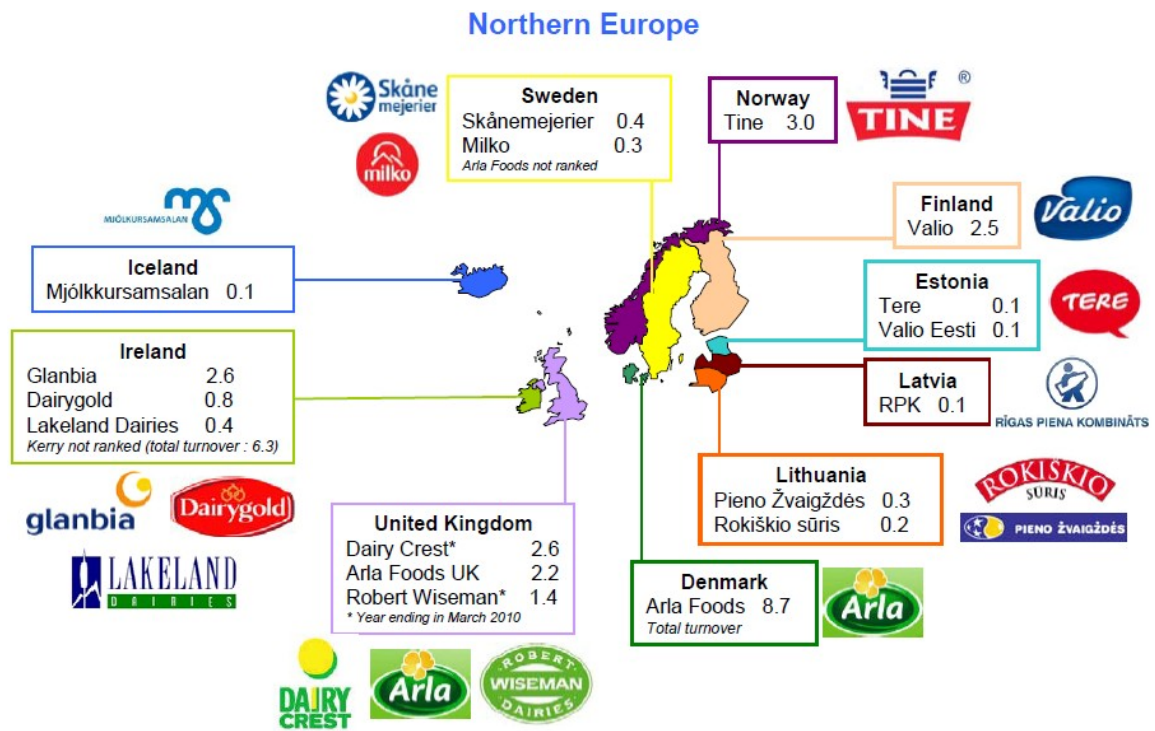 Northern Europe
Skåne
mejerier
milko
Sweden
Skånemejerier 0.4
Milko 0.3
Arla Foods not ranked
Norway
Tine 3.0
TINE ®
MJÓLKURSAMSALAN
Iceland
Mjólkkursamsalan 0.1
Finland
Valio 2.5
Valio
Estonia
Tere 0.1
Valio Eesti 0.1
TERE
Ireland
Glanbia 2.6
Dairygold 0.8
Lakeland Dairies 0.4
Kerry not ranked (total turnover : 6.3)
Latvia
RPK 0.1
RĪGAS PIENA KOMBINĀTS
glanbia
Dairygold
LAKELAND
DAIRIES
United Kingdom
Dairy Crest* 2.6
Arla Foods UK 2.2
Robert Wiseman* 1.4
* Year ending in March 2010
Lithuania
Pieno Žvaigždės 0.3
Rokiškio sūris 0.2
ROKIŠKIO
SŪRIS
PIENO ŽVAIGŽDĖS
Denmark
Arla Foods 8.7
Total turnover
Arla
DAIRY
CREST
Arla
ROBERT
WISEMAN
DAIRIES